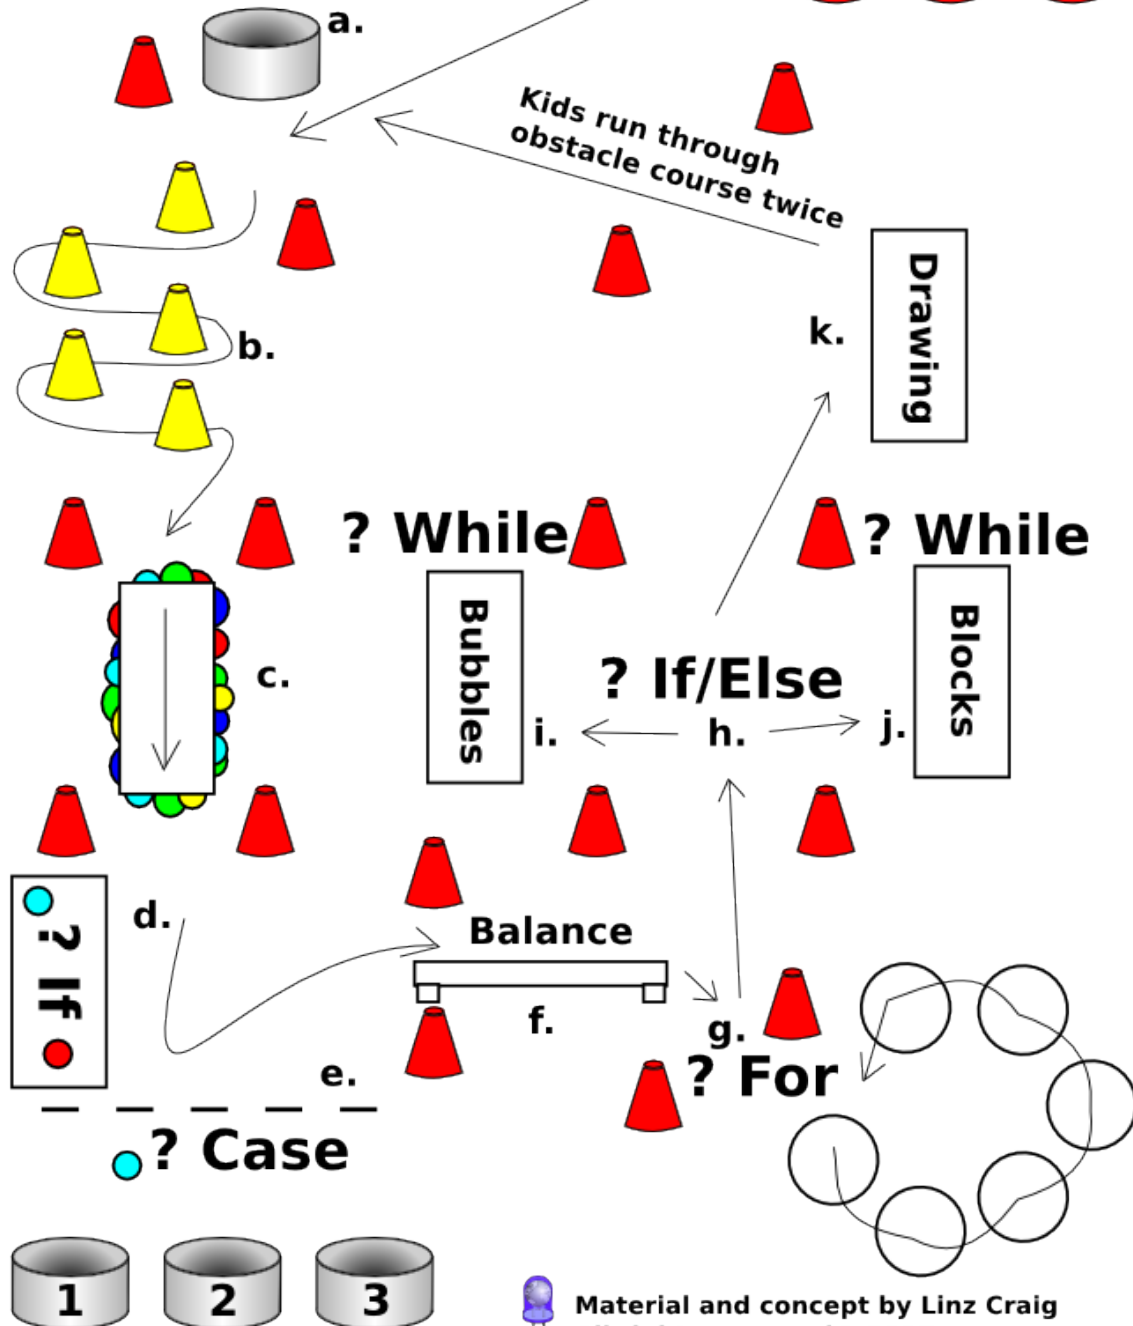 a.
Kids run through
obstacle course twice
Drawing
k.
b.
? While
? While
Bubbles
Blocks
c.
? If/Else
i.
h.
j.
d.
? If
Balance
f.
g.
? For
e.
? Case
1
2
3
Material and concept by Linz Craig